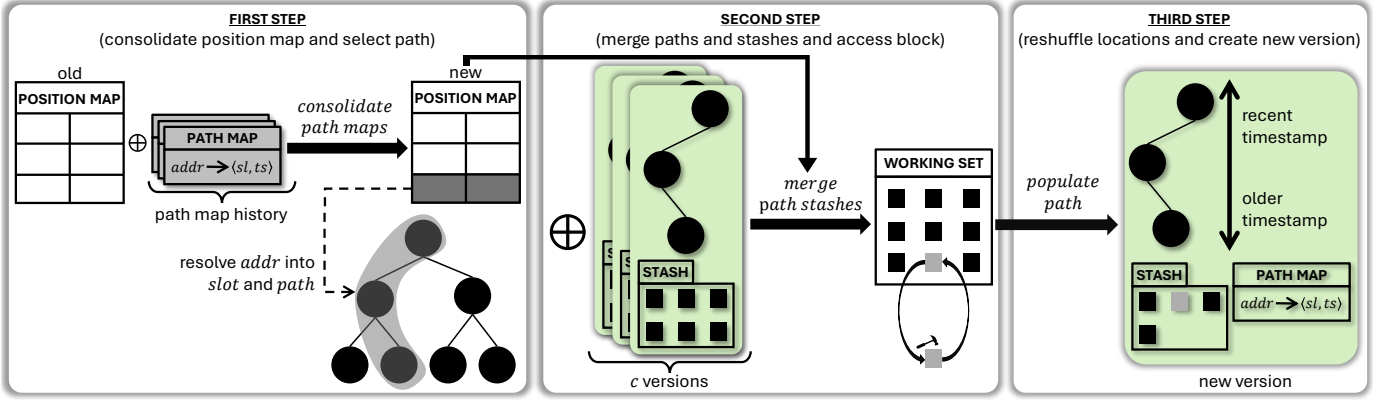 FIRST STEP
(consolidate position map and select path)
old
POSITION MAP
⊕
PATH MAP
addr → ⟨sl, ts⟩
path map history
consolidate
path maps
new
POSITION MAP
resolve addr into
slot and path
SECOND STEP
(merge paths and stashes and access block)
⊕
S
S
STASH
c versions
merge
path stashes
WORKING SET
THIRD STEP
(reshuffle locations and create new version)
populate
path
recent
timestamp
older
timestamp
STASH
PATH MAP
addr → ⟨sl, ts⟩
new version